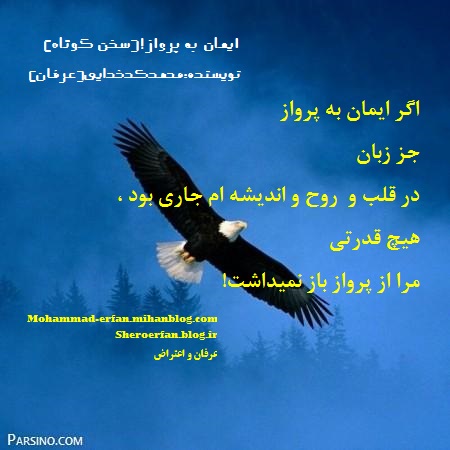 ایمان به پرواز!(سخن کوتاه)
نویسنده:محمدکدخدایی(عرفان)
اگر ایمان به پرواز
جز زبان
در قلب و روح و اندیشه ام جاری بود ،
هیچ قدرتی
مرا از پرواز باز نمیداشت!
Mohammad-erfan.mihanblog.com
Sheroerfan.blog.ir
عرفان و اعتراض
PARSINO.COM